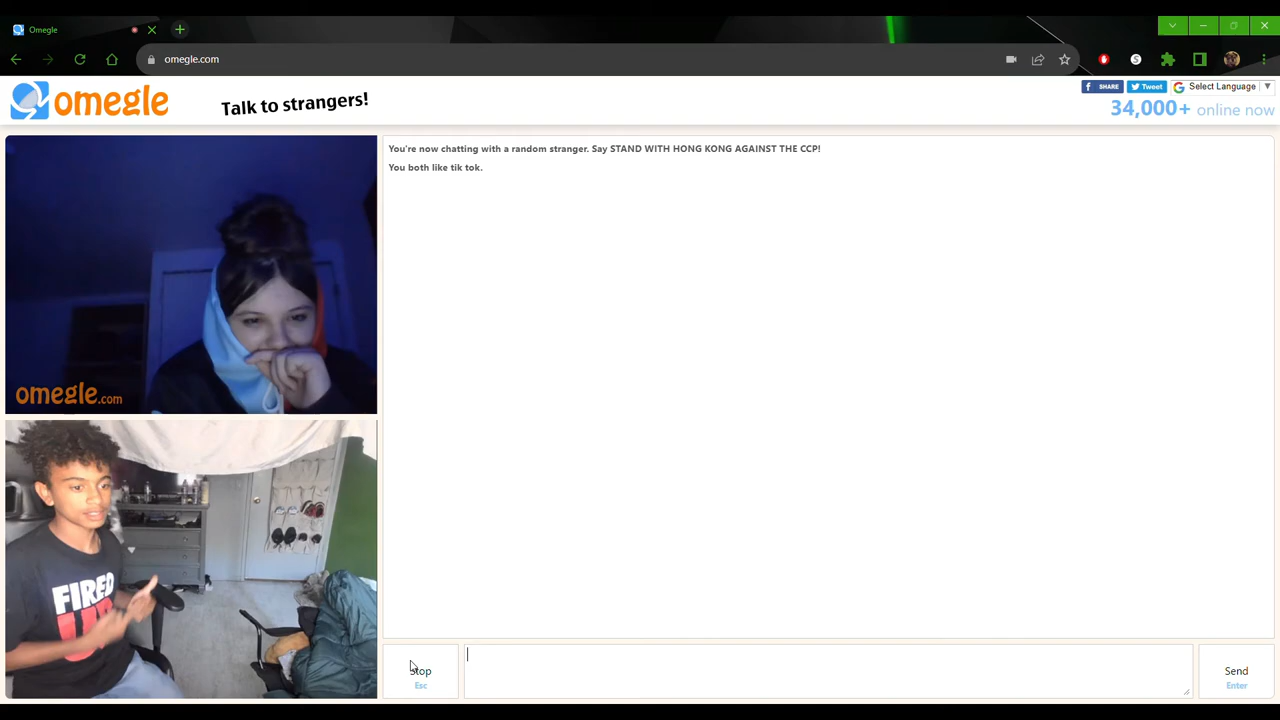 Omegle
omegle.com
omegle
Talk to strangers!
SHARE
Tweet
Select Language
34,000+ online now
You're now chatting with a random stranger. Say STAND WITH HONG KONG AGAINST THE CCP!
You both like tik tok.
omegle.com
FIRED
UP
Stop
Esc
Send
Enter